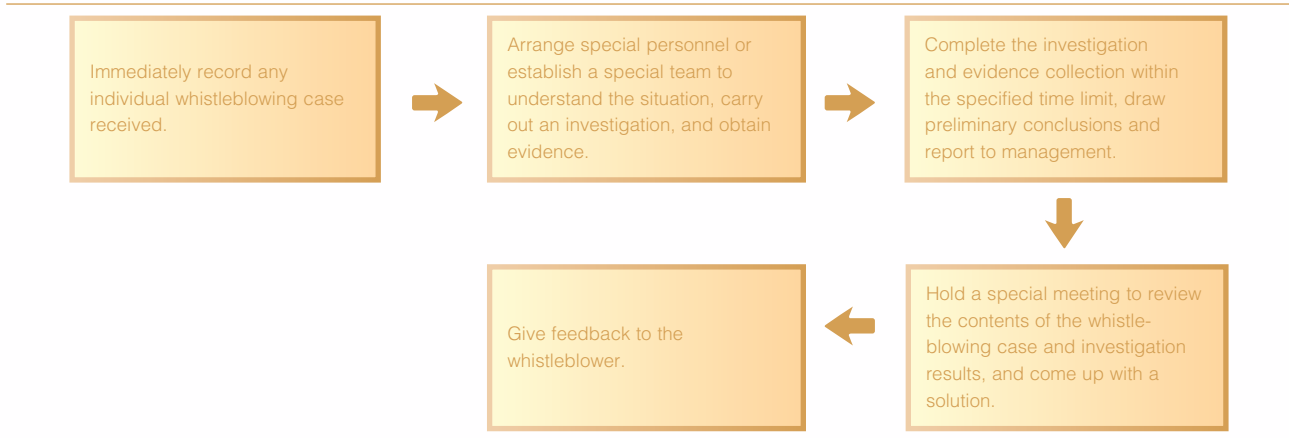 Immediately record any
individual whistleblowing case
received.
Arrange special personnel or
establish a special team to
understand the situation, carry
out an investigation, and obtain
evidence.
Complete the investigation
and evidence collection within
the specified time limit, draw
preliminary conclusions and
report to management.
Hold a special meeting to review
the contents of the whistle-
blowing case and investigation
results, and come up with a
solution.
Give feedback to the
whistleblower.